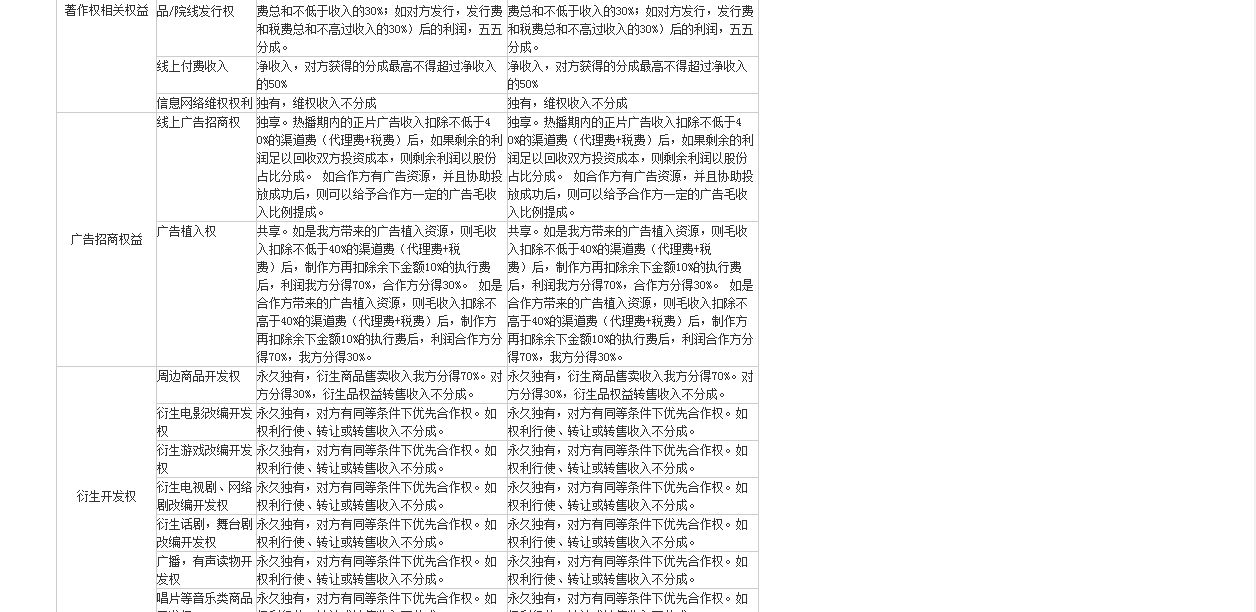 著作权相关权益
品/院线发行权
费总和不低于收入的30%；如对方发行，发行费
和税费总和不高过收入的30%）后的利润，五五
分成。
费总和不低于收入的30%；如对方发行，发行费
和税费总和不高过收入的30%）后的利润，五五
分成。
线上付费收入
净收入，对方获得的分成最高不得超过净收入
的50%
净收入，对方获得的分成最高不得超过净收入
的50%
信息网络维权权利
独有，维权收入不分成
独有，维权收入不分成
广告招商权益
线上广告招商权
独享。热播期内的正片广告收入扣除不低于4
0%的渠道费（代理费+税费）后，如果剩余的利
润足以回收双方投资成本，则剩余利润以股份
占比分成。 如合作方有广告资源，并且协助投
放成功后，则可以给予合作方一定的广告毛收
入比例提成。
独享。热播期内的正片广告收入扣除不低于4
0%的渠道费（代理费+税费）后，如果剩余的利
润足以回收双方投资成本，则剩余利润以股份
占比分成。 如合作方有广告资源，并且协助投
放成功后，则可以给予合作方一定的广告毛收
入比例提成。
广告植入权
共享。如是我方带来的广告植入资源，则毛收
入扣除不低于40%的渠道费（代理费+税
费）后，制作方再扣除余下金额10%的执行费
后，利润我方分得70%，合作方分得30%。 如是
合作方带来的广告植入资源，则毛收入扣除不
高于40%的渠道费（代理费+税费）后，制作方
再扣除余下金额10%的执行费后，利润合作方分
得70%，我方分得30%。
共享。如是我方带来的广告植入资源，则毛收
入扣除不低于40%的渠道费（代理费+税
费）后，制作方再扣除余下金额10%的执行费
后，利润我方分得70%，合作方分得30%。 如是
合作方带来的广告植入资源，则毛收入扣除不
高于40%的渠道费（代理费+税费）后，制作方
再扣除余下金额10%的执行费后，利润合作方分
得70%，我方分得30%。
衍生开发权
周边商品开发权
永久独有，衍生商品售卖收入我方分得70%。对
方分得30%，衍生品权益转售收入不分成。
永久独有，衍生商品售卖收入我方分得70%。对
方分得30%，衍生品权益转售收入不分成。
衍生电影改编开发
权
永久独有，对方有同等条件下优先合作权。如
权利行使、转让或转售收入不分成。
永久独有，对方有同等条件下优先合作权。如
权利行使、转让或转售收入不分成。
衍生游戏改编开发
权
永久独有，对方有同等条件下优先合作权。如
权利行使、转让或转售收入不分成。
永久独有，对方有同等条件下优先合作权。如
权利行使、转让或转售收入不分成。
衍生电视剧、网络
剧改编开发权
永久独有，对方有同等条件下优先合作权。如
权利行使、转让或转售收入不分成。
永久独有，对方有同等条件下优先合作权。如
权利行使、转让或转售收入不分成。
衍生话剧，舞台剧
改编开发权
永久独有，对方有同等条件下优先合作权。如
权利行使、转让或转售收入不分成。
永久独有，对方有同等条件下优先合作权。如
权利行使、转让或转售收入不分成。
广播，有声读物开
发权
永久独有，对方有同等条件下优先合作权。如
权利行使、转让或转售收入不分成。
永久独有，对方有同等条件下优先合作权。如
权利行使、转让或转售收入不分成。
唱片等音乐类商品
永久独有，对方有同等条件下优先合作权。如
永久独有，对方有同等条件下优先合作权。如